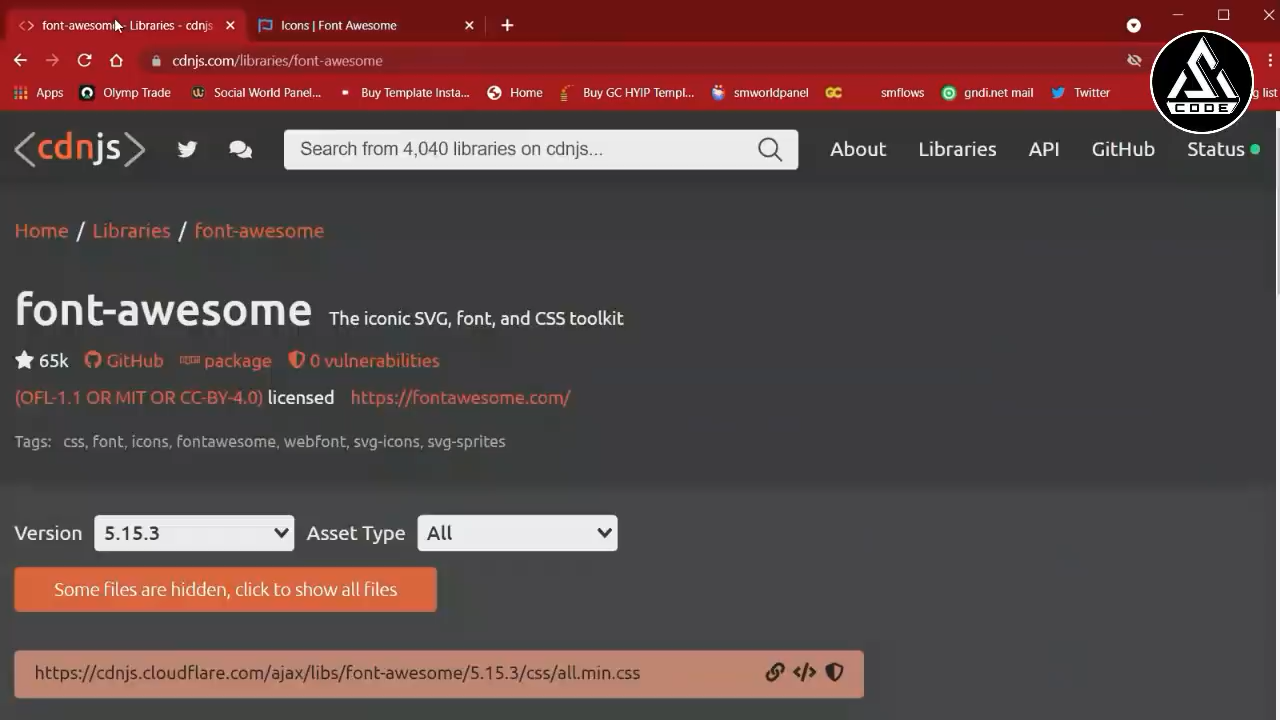 font-awesome - Libraries - cdnjs
Icons | Font Awesome
cdnjs.com/libraries/font-awesome
Apps Olymp Trade Social World Panel... Buy Template Insta... Home Buy GC HYIP Templ... smworldpanel GC smflows gndi.net mail Twitter g list
CODE
<cdnjs> Search from 4,040 libraries on cdnjs... About Libraries API GitHub Status
Home / Libraries / font-awesome
font-awesome The iconic SVG, font, and CSS toolkit
65k GitHub package 0 vulnerabilities
(OFL-1.1 OR MIT OR CC-BY-4.0) licensed https://fontawesome.com/
Tags: css, font, icons, fontawesome, webfont, svg-icons, svg-sprites
Version 5.15.3 Asset Type All
Some files are hidden, click to show all files
https://cdnjs.cloudflare.com/ajax/libs/font-awesome/5.15.3/css/all.min.css